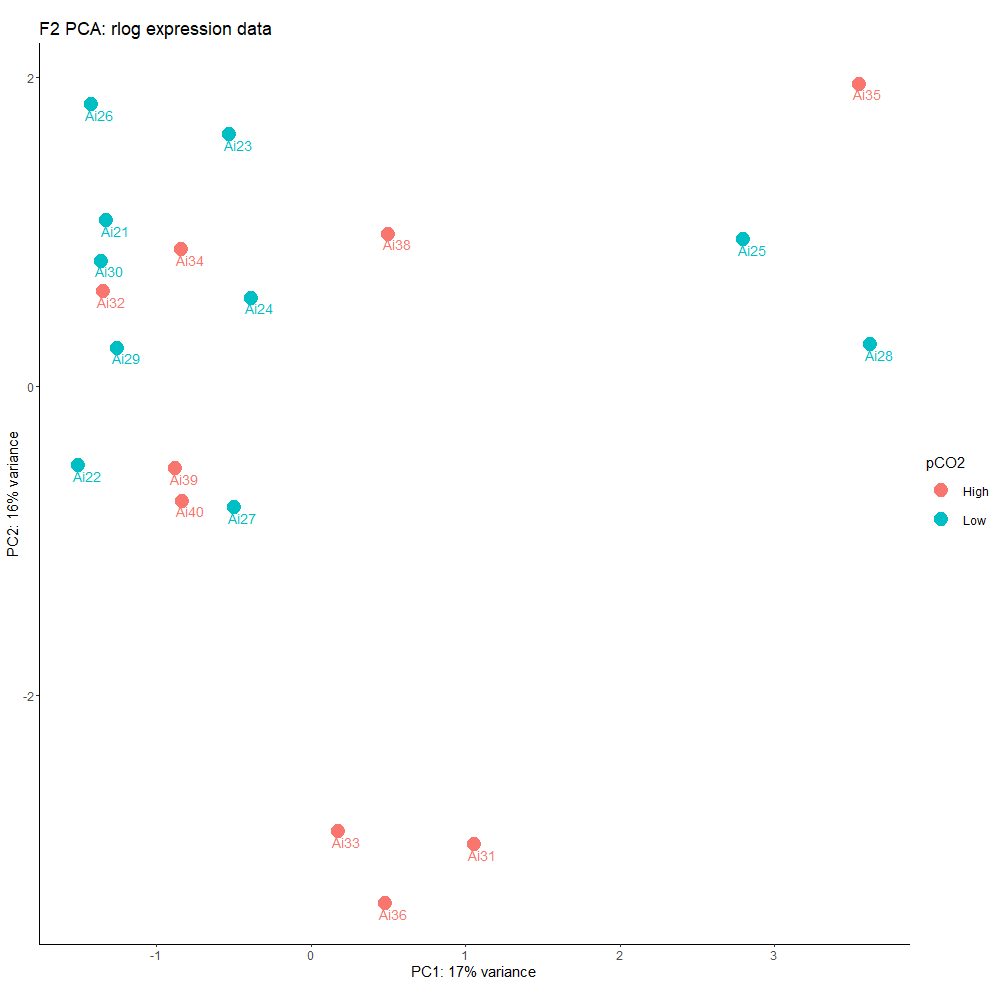 F2 PCA: rlog expression data
2
0
-2
PC2: 16% variance
Ai35
Ai26
Ai23
Ai21
Ai38
Ai25
Ai34
Ai30
Ai32
Ai24
Ai29
Ai28
Ai22
Ai39
Ai40
Ai27
Ai33
Ai31
Ai36
pCO2
High
Low
-1
0
1
2
3
PC1: 17% variance